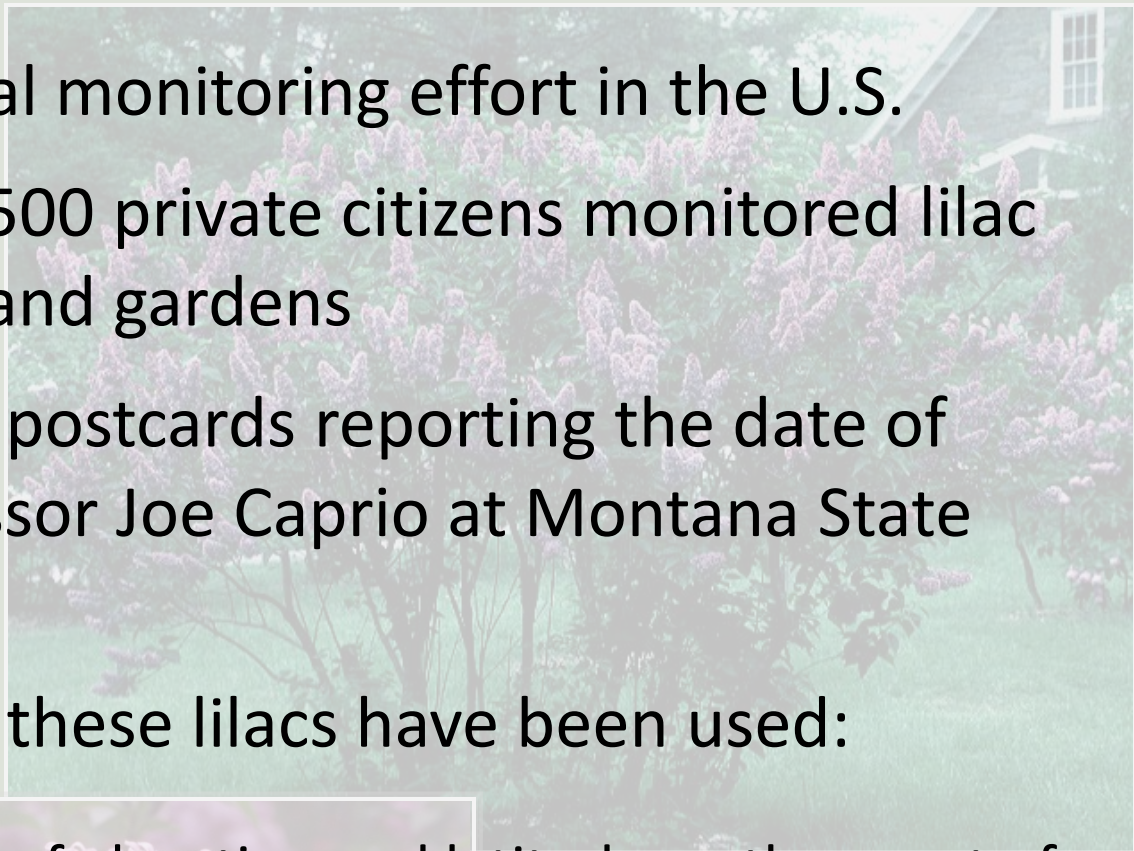 al monitoring effort in the U.S.
500 private citizens monitored lilac
and gardens
postcards reporting the date of
ssor Joe Caprio at Montana State
these lilacs have been used: